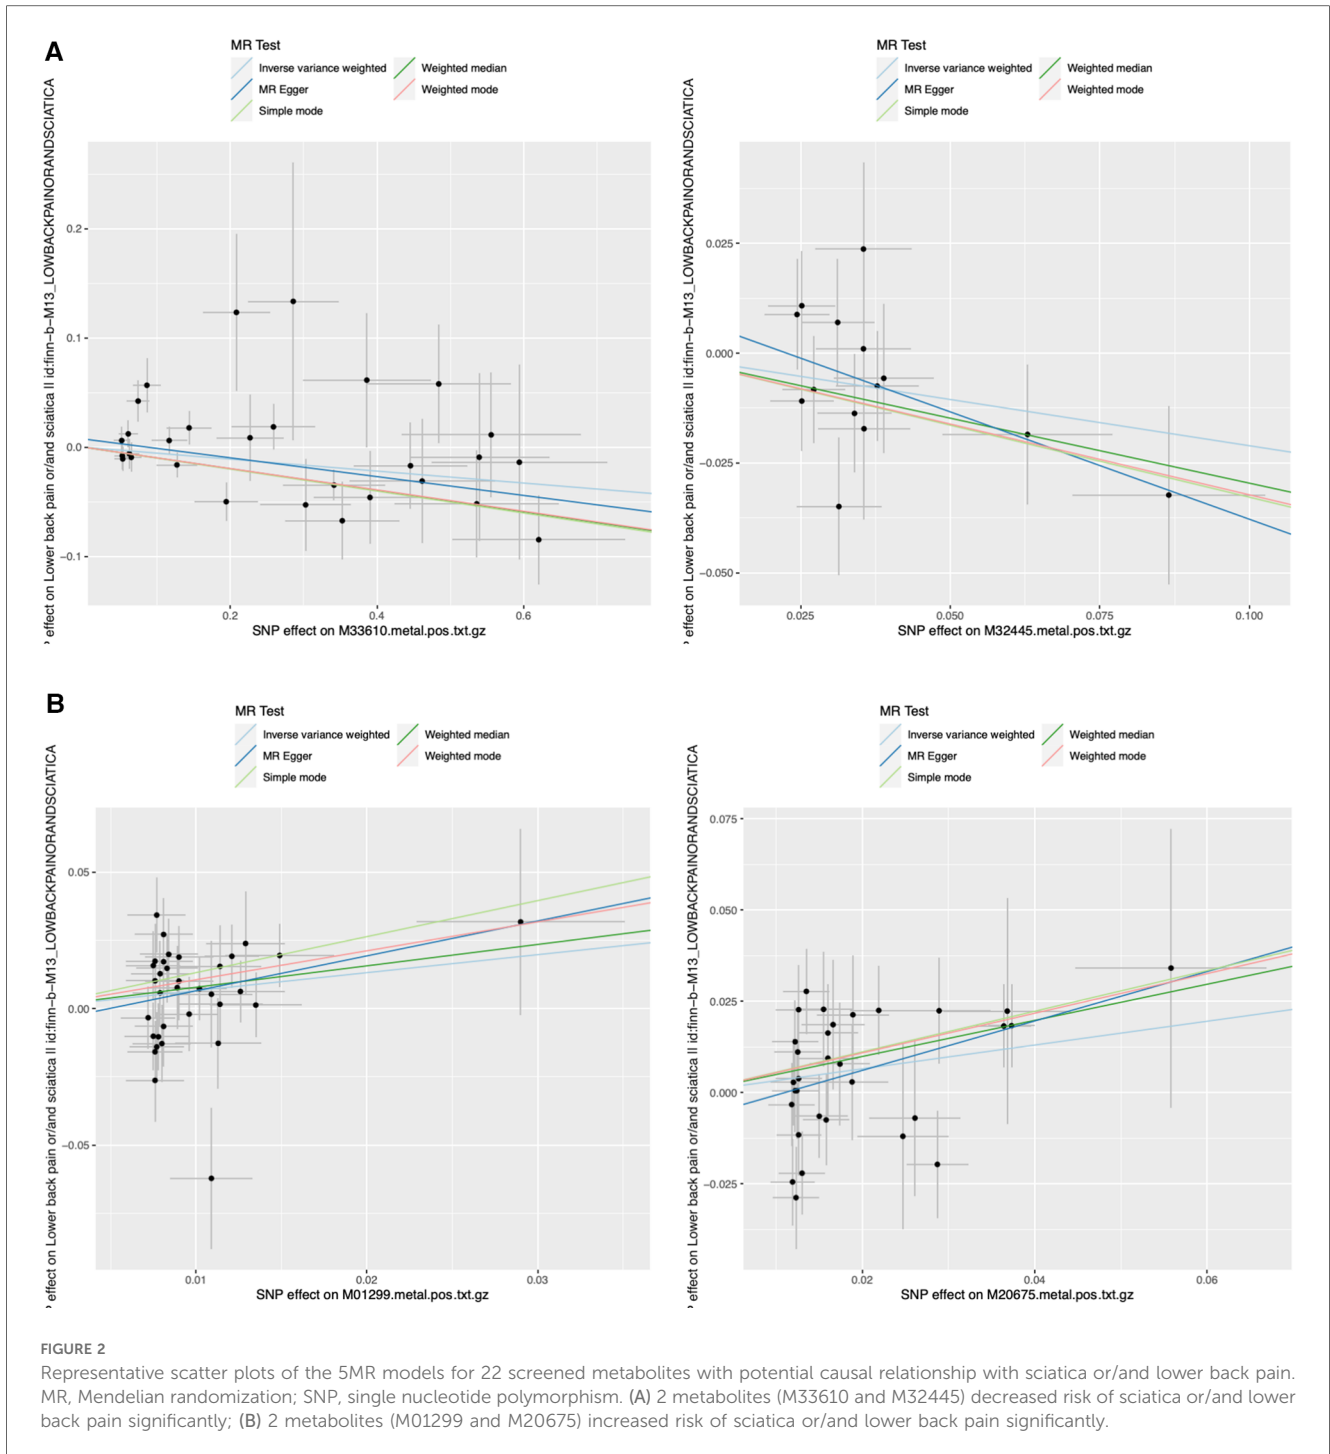 A
MR Test
Inverse variance weighted
Weighted median
MR Egger
Weighted mode
Simple mode
effect on Lower back pain or/and sciatica II id:finn-b-M13_LOWBACKPAINORANDSCIATICA
0.2
0.1
0.0
-0.1
0.2
0.4
0.6
SNP effect on M33610.metal.pos.txt.gz
MR Test
Inverse variance weighted
Weighted median
MR Egger
Weighted mode
Simple mode
effect on Lower back pain or/and sciatica II id:finn-b-M13_LOWBACKPAINORANDSCIATICA
0.025
0.000
-0.025
-0.050
0.025
0.050
0.075
0.100
SNP effect on M32445.metal.pos.txt.gz
B
MR Test
Inverse variance weighted
Weighted median
MR Egger
Weighted mode
Simple mode
effect on Lower back pain or/and sciatica II id:finn-b-M13_LOWBACKPAINORANDSCIATICA
0.05
0.00
-0.05
0.01
0.02
0.03
SNP effect on M01299.metal.pos.txt.gz
MR Test
Inverse variance weighted
Weighted median
MR Egger
Weighted mode
Simple mode
effect on Lower back pain or/and sciatica II id:finn-b-M13_LOWBACKPAINORANDSCIATICA
0.075
0.050
0.025
0.000
-0.025
0.02
0.04
0.06
SNP effect on M20675.metal.pos.txt.gz
FIGURE 2
Representative scatter plots of the 5MR models for 22 screened metabolites with potential causal relationship with sciatica or/and lower back pain.
MR, Mendelian randomization; SNP, single nucleotide polymorphism. (A) 2 metabolites (M33610 and M32445) decreased risk of sciatica or/and lower
back pain significantly; (B) 2 metabolites (M01299 and M20675) increased risk of sciatica or/and lower back pain significantly.